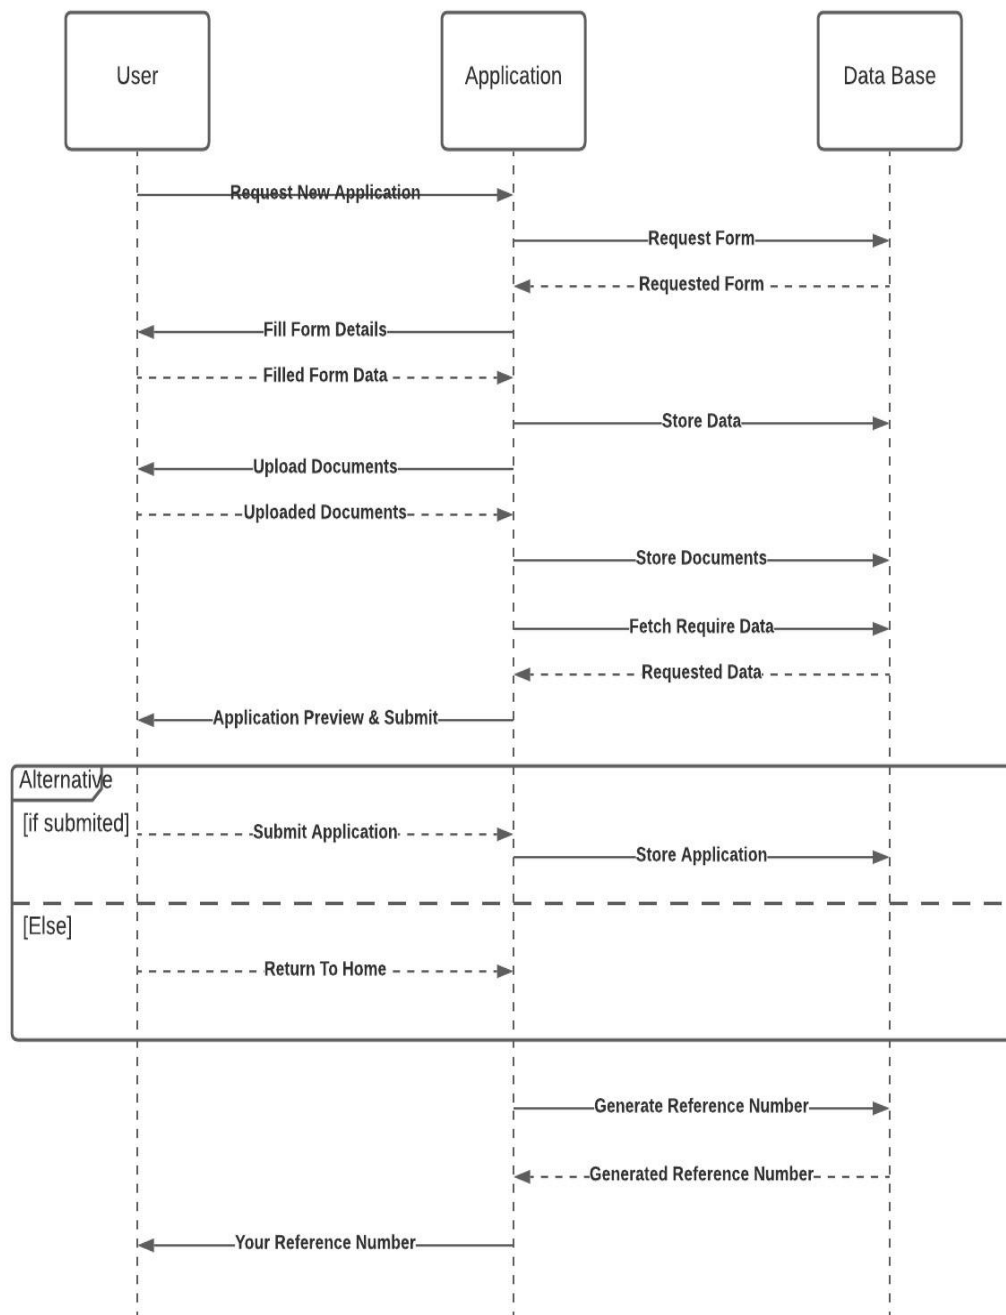 User
Application
Data Base
Request New Application
Request Form
Requested Form
Fill Form Details
Filled Form Data
Store Data
Upload Documents
Uploaded Documents
Store Documents
Fetch Require Data
Requested Data
Application Preview & Submit
Alternative
[if submited]
Submit Application
Store Application
[Else]
Return To Home
Generate Reference Number
Generated Reference Number
Your Reference Number